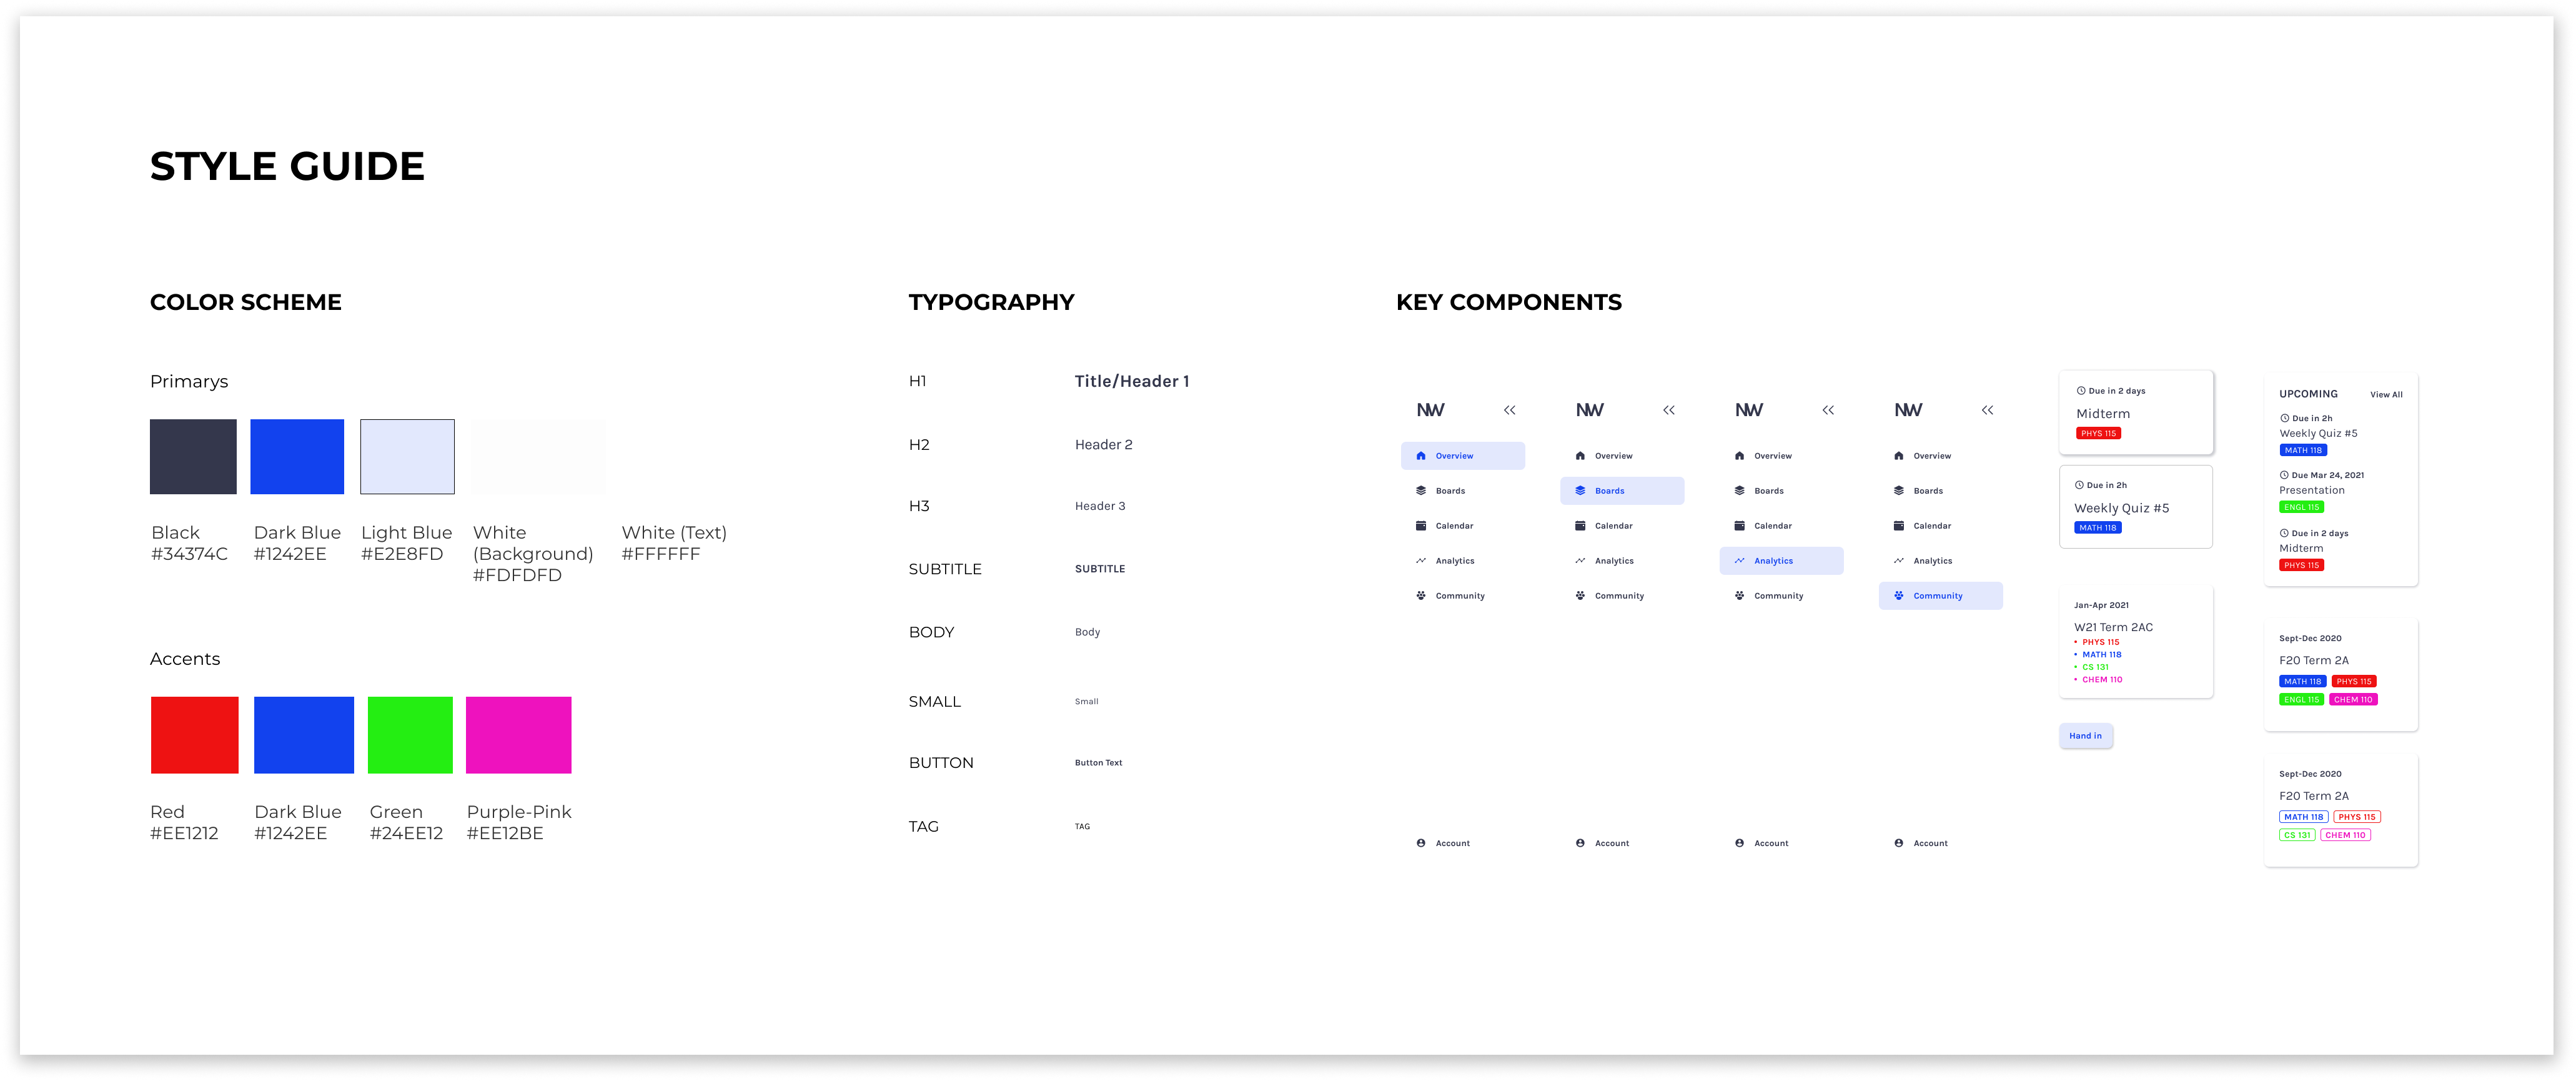 STYLE GUIDE
COLOR SCHEME
Primarys
Black
#34374C
Dark Blue
#1242EE
Light Blue
#E2E8FD
White
(Background)
#FDFDFD
White (Text)
#FFFFFF
Accents
Red
#EE1212
Dark Blue
#1242EE
Green
#24EE12
Purple-Pink
#EE12BE
TYPOGRAPHY
H1 Title/Header 1
H2 Header 2
H3 Header 3
SUBTITLE SUBTITLE
BODY Body
SMALL Small
BUTTON Button Text
TAG TAG
KEY COMPONENTS
NW
Overview
Boards
Calendar
Analytics
Community
Account
NW
Overview
Boards
Calendar
Analytics
Community
Account
NW
Overview
Boards
Calendar
Analytics
Community
Account
NW
Overview
Boards
Calendar
Analytics
Community
Account
Due in 2 days
Midterm
PHYS 115
Due in 2h
Weekly Quiz #5
MATH 118
Jan-Apr 2021
W21 Term 2AC
• PHYS 115
• MATH 118
• CS 131
• CHEM 110
Hand in
UPCOMING View All
Due in 2h
Weekly Quiz #5
MATH 118
Due Mar 24, 2021
Presentation
ENGL 115
Due in 2 days
Midterm
PHYS 115
Sept-Dec 2020
F20 Term 2A
MATH 118 PHYS 115
ENGL 115 CHEM 110
Sept-Dec 2020
F20 Term 2A
MATH 118 PHYS 115
CS 131 CHEM 110